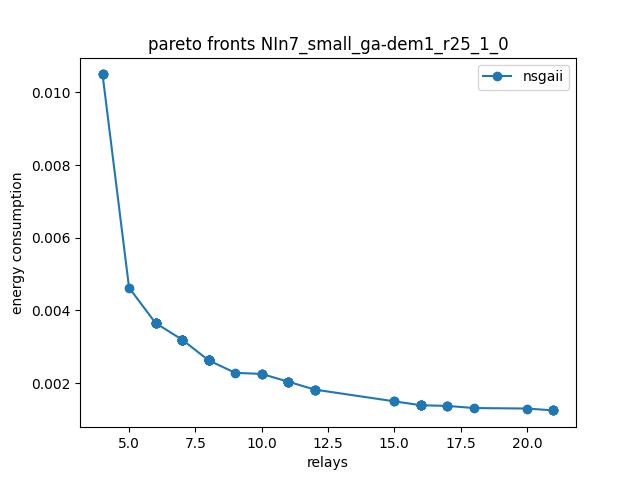 pareto fronts NIn7_small_ga-dem1_r25_1_0
nsgaii
0.010
0.008
0.006
0.004
0.002
energy consumption
5.0 7.5 10.0 12.5 15.0 17.5 20.0
relays